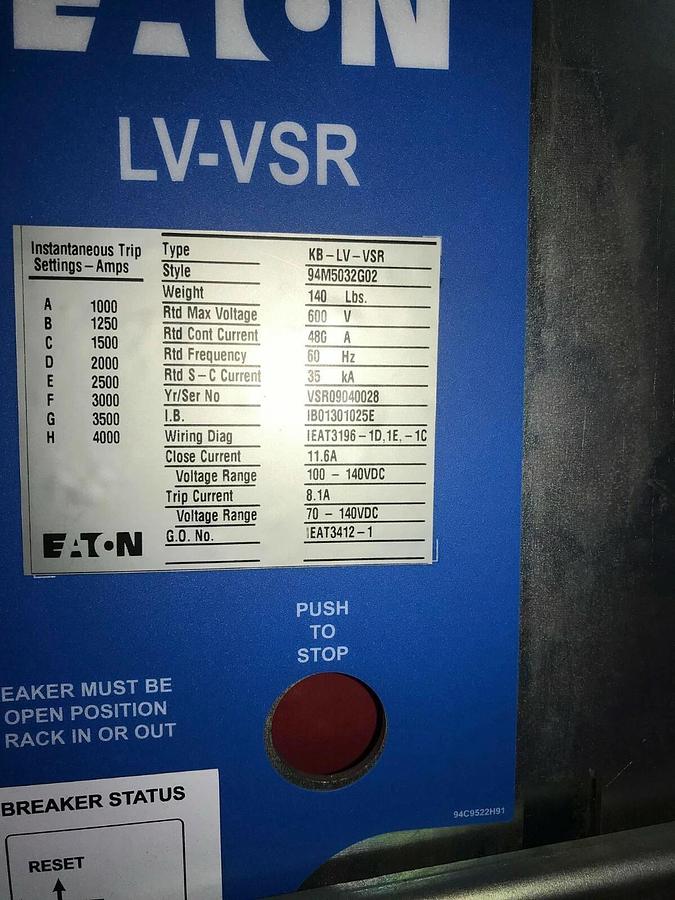 EATON
LV-VSR
Instantaneous Trip
Settings – Amps
A 1000
B 1250
C 1500
D 2000
E 2500
F 3000
G 3500
H 4000
EATON
Type KB – LV – VSR
Style 94M5032G02
Weight 140 Lbs.
Rtd Max Voltage 600 V
Rtd Cont Current 480 A
Rtd Frequency 60 Hz
Rtd S – C Current 35 kA
Yr/Ser No VSR09040028
I.B. IB01301025E
Wiring Diag IEAT3196 – 1D,1E, – 1C
Close Current 11.6A
Voltage Range 100 – 140VDC
Trip Current 8.1A
Voltage Range 70 – 140VDC
G.O. No. IEAT3412 – 1
PUSH
TO
STOP
EAKER MUST BE
OPEN POSITION
RACK IN OR OUT
94C9522H91
BREAKER STATUS
RESET